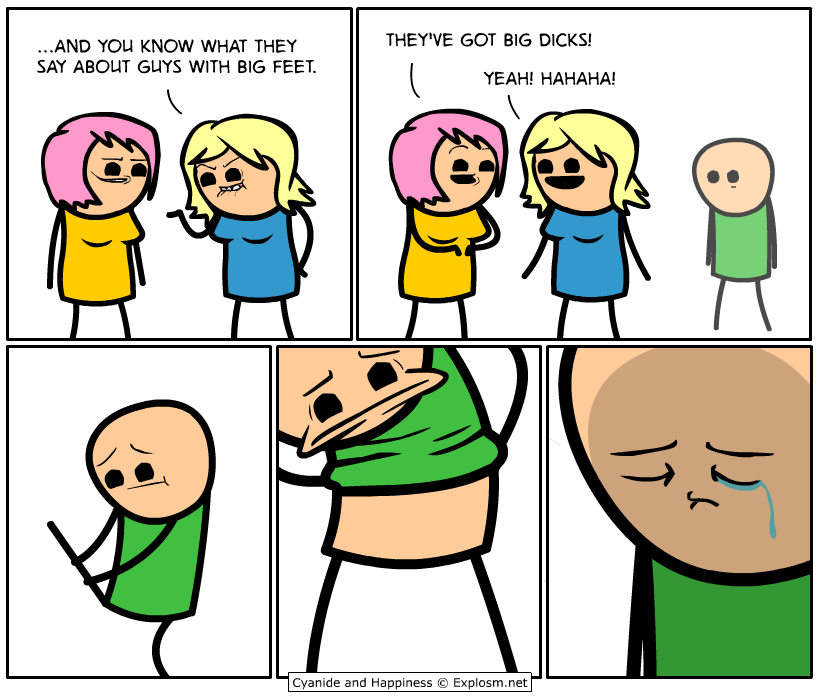 ...AND YOU KNOW WHAT THEY
SAY ABOUT GUYS WITH BIG FEET.
THEY'VE GOT BIG DICKS!
YEAH! HAHAHA!
Cyanide and Happiness © Explosm.net